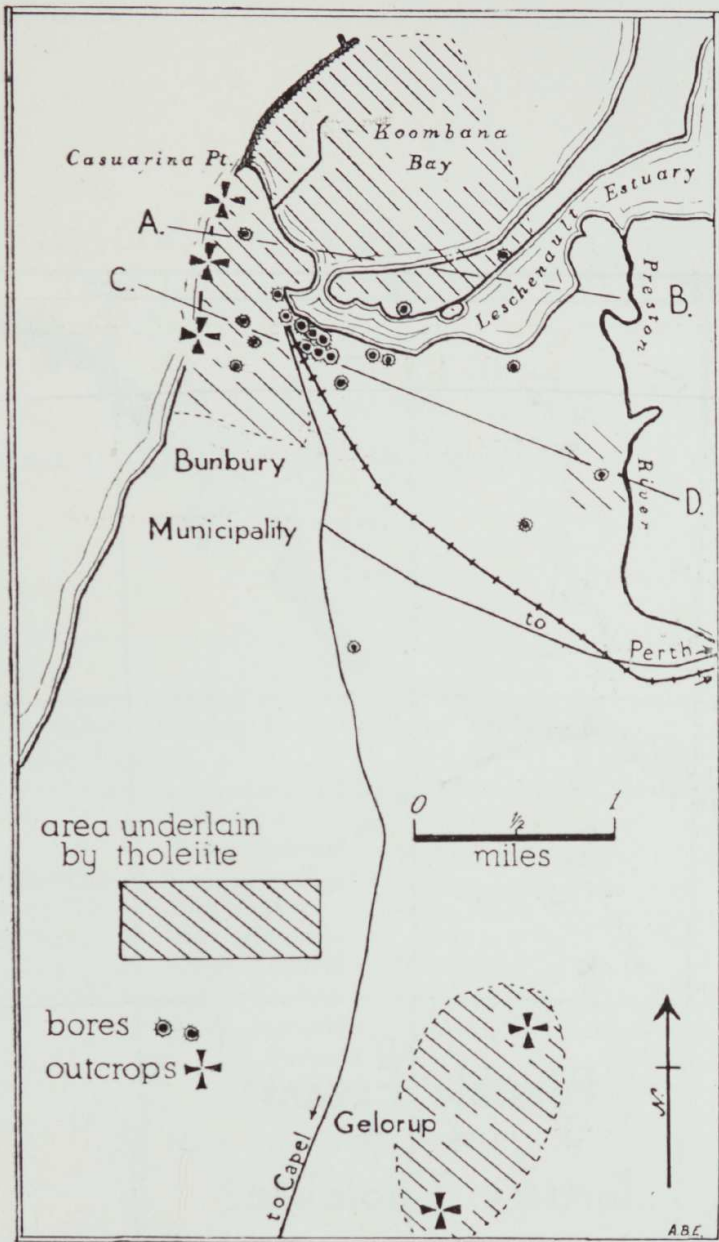 Koombana
Bay
Casuarina Pt.
Estuary
A.
Leschenault
C.
B.
Preston
River
Bunbury
D.
Municipality
to
Perth
0 ½ 1
miles
area underlain
by tholeiite
bores
outcrops
N
Gelorup
to Capel
A.B.E.